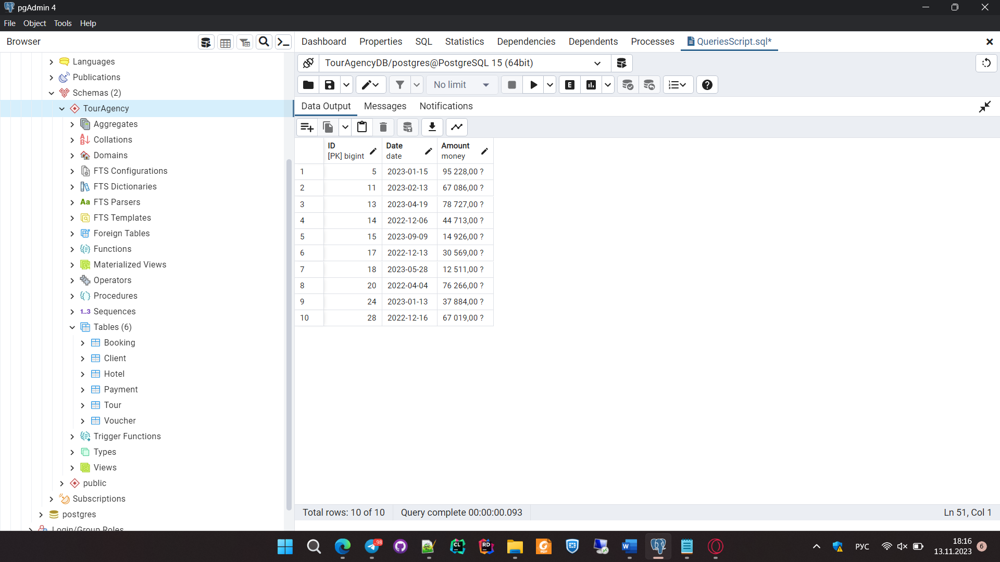 pgAdmin 4
File Object Tools Help
Browser
Dashboard Properties SQL Statistics Dependencies Dependents Processes QueriesScript.sql*
Languages
Publications
Schemas (2)
TourAgency
Aggregates
Collations
Domains
FTS Configurations
FTS Dictionaries
Aa FTS Parsers
FTS Templates
Foreign Tables
Functions
Materialized Views
Operators
Procedures
1..3 Sequences
Tables (6)
Booking
Client
Hotel
Payment
Tour
Voucher
Trigger Functions
Types
Views
public
Subscriptions
postgres
Login/Group Roles
TourAgencyDB/postgres@PostgreSQL 15 (64bit)
No limit
E
Data Output Messages Notifications
ID Date Amount
[PK] bigint date money
1 5 2023-01-15 95 228,00 ?
2 11 2023-02-13 67 086,00 ?
3 13 2023-04-19 78 727,00 ?
4 14 2022-12-06 44 713,00 ?
5 15 2023-09-09 14 926,00 ?
6 17 2022-12-13 30 569,00 ?
7 18 2023-05-28 12 511,00 ?
8 20 2022-04-04 76 266,00 ?
9 24 2023-01-13 37 884,00 ?
10 28 2022-12-16 67 019,00 ?
Total rows: 10 of 10 Query complete 00:00:00.093 Ln 51, Col 1
..98
CL
RD
PDF
W
РУС
18:16
13.11.2023
6